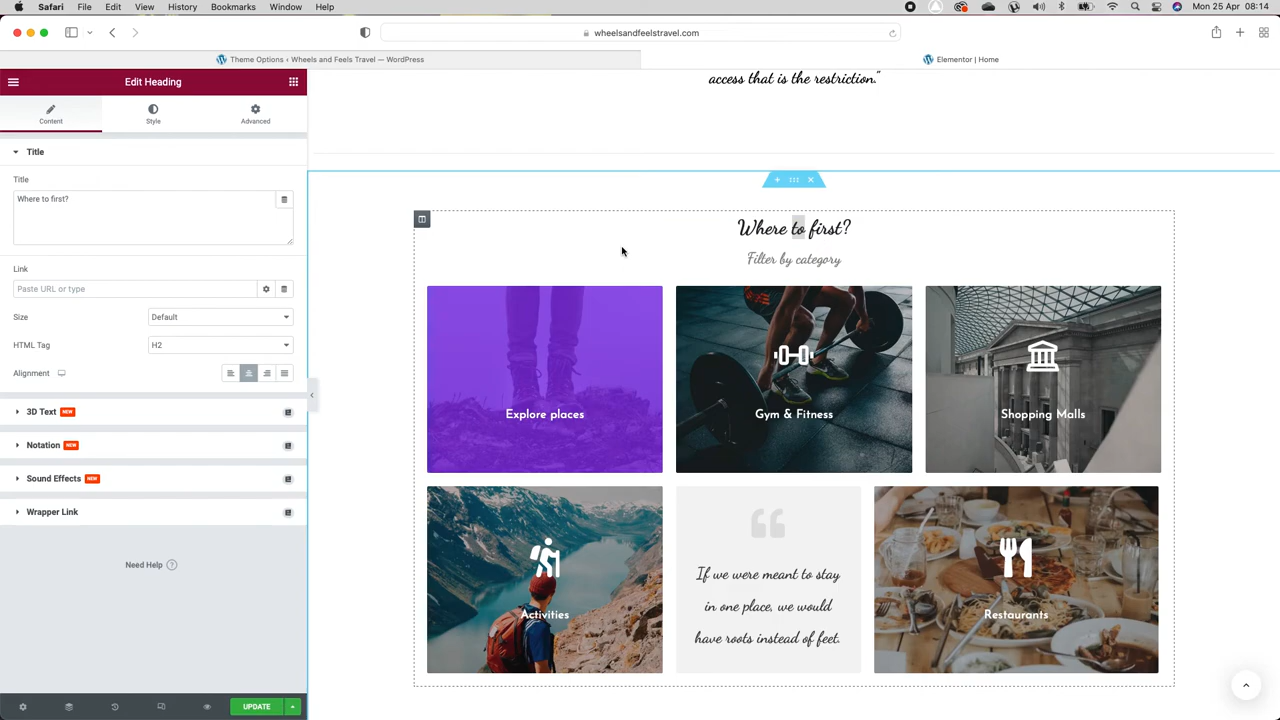 Safari File Edit View History Bookmarks Window Help Mon 25 Apr 08:14
wheelsandfeelstravel.com
Theme Options ‹ Wheels and Feels Travel — WordPress
Elementor | Home
Edit Heading
access that is the restriction."
Content Style Advanced
Title
Title
Where to first?
Where to first?
Filter by category
Link
Paste URL or type
Size Default
HTML Tag H2
Alignment
3D Text NEW
Notation NEW
Sound Effects NEW
Wrapper Link
Need Help ?
UPDATE
Explore places
Gym & Fitness
Shopping Malls
Activities
If we were meant to stay
in one place, we would
have roots instead of feet.
Restaurants